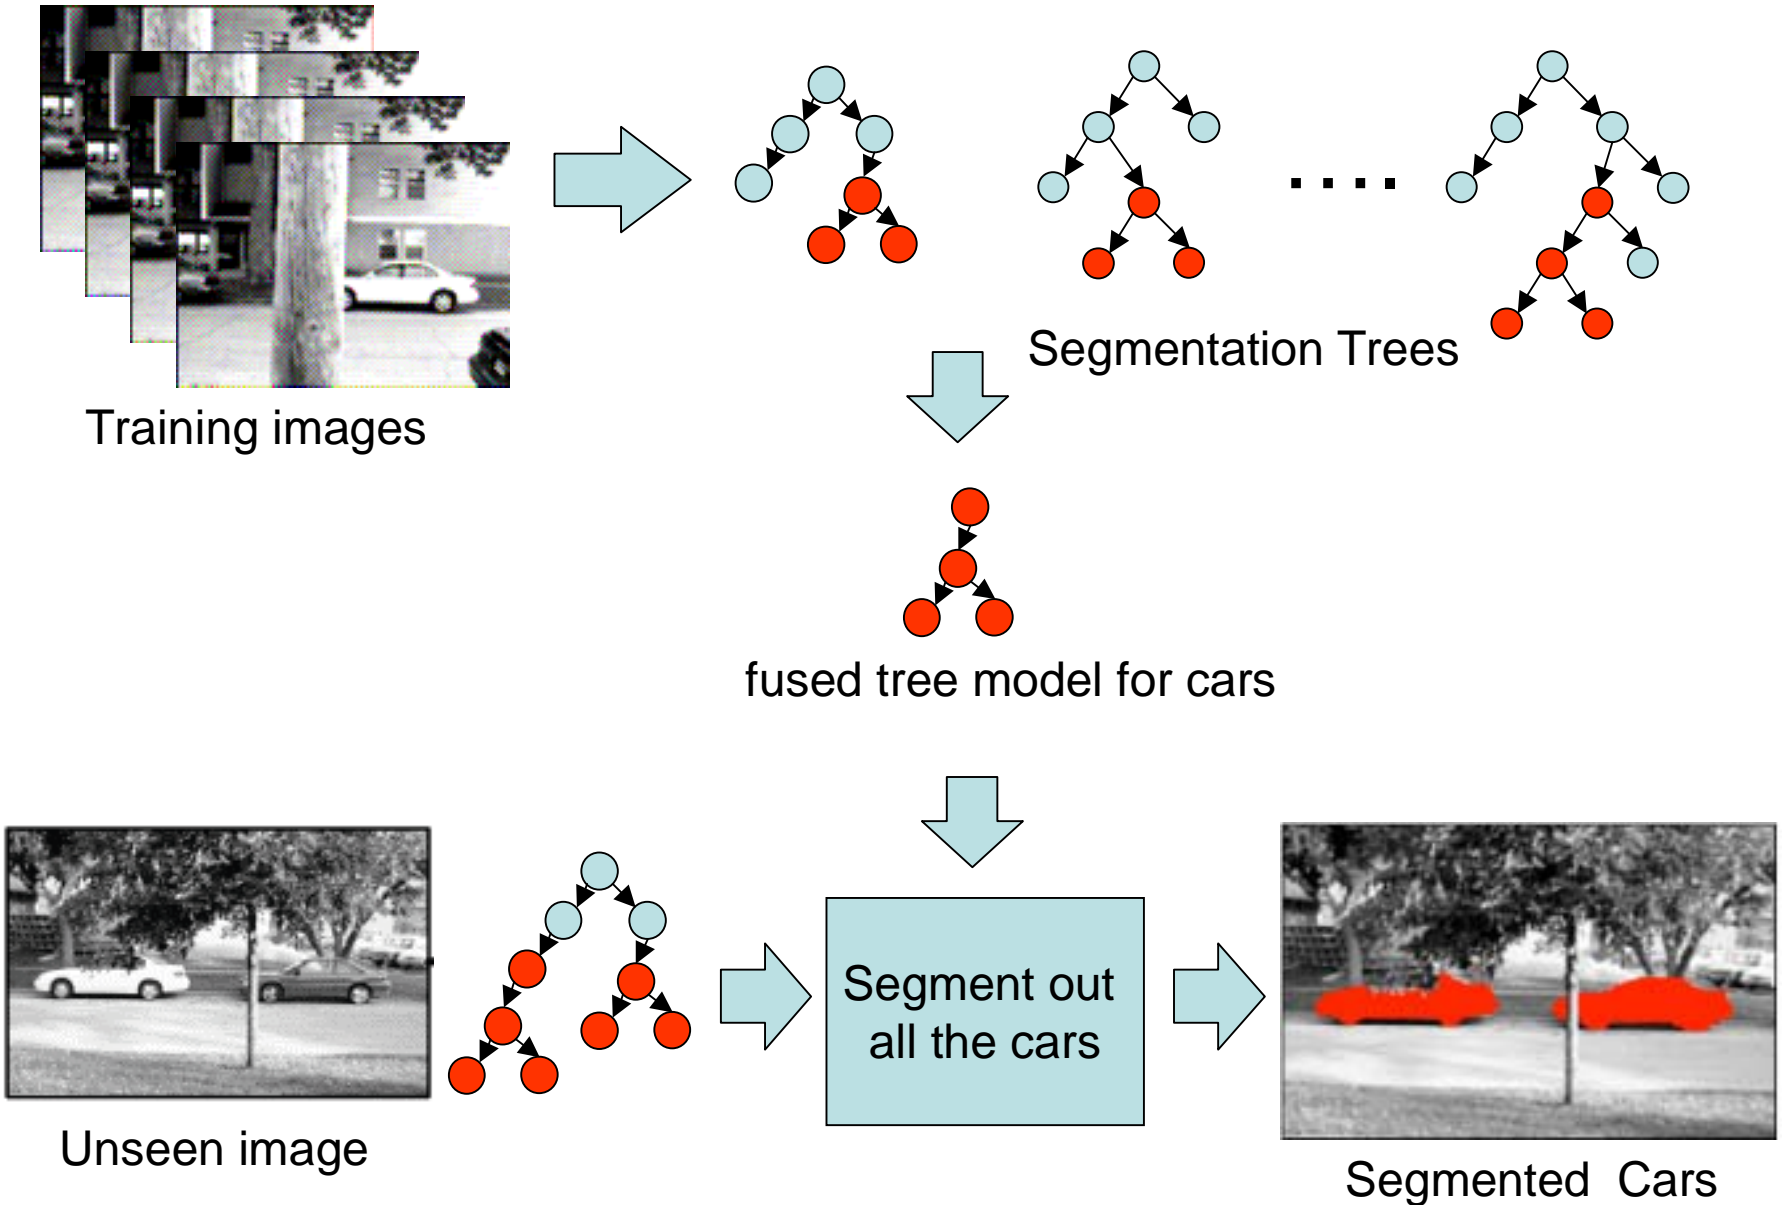 Training images
Segmentation Trees
fused tree model for cars
Unseen image
Segment out
all the cars
Segmented Cars